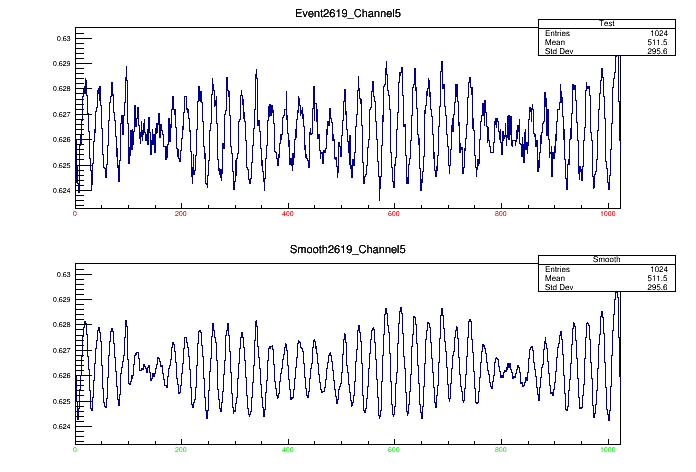 Event2619_Channel5
Test
Entries 1024
Mean 511.5
Std Dev 295.6
0.63
0.629
0.628
0.627
0.626
0.625
0.624
0 200 400 600 800 1000
Smooth2619_Channel5
Smooth
Entries 1024
Mean 511.5
Std Dev 295.6
0.63
0.629
0.628
0.627
0.626
0.625
0.624
0 200 400 600 800 1000